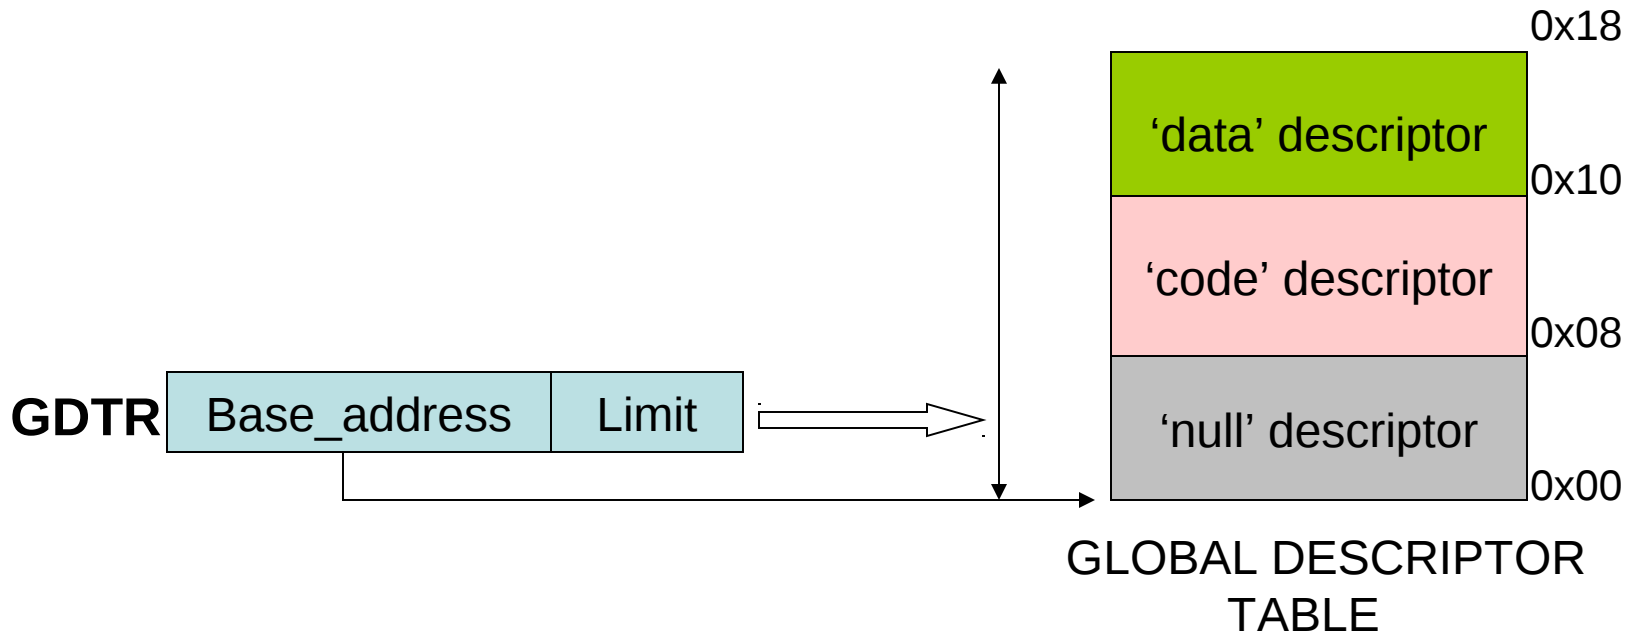 0x18
‘data’ descriptor
0x10
‘code’ descriptor
0x08
GDTR Base_address Limit
‘null’ descriptor
0x00
GLOBAL DESCRIPTOR
TABLE